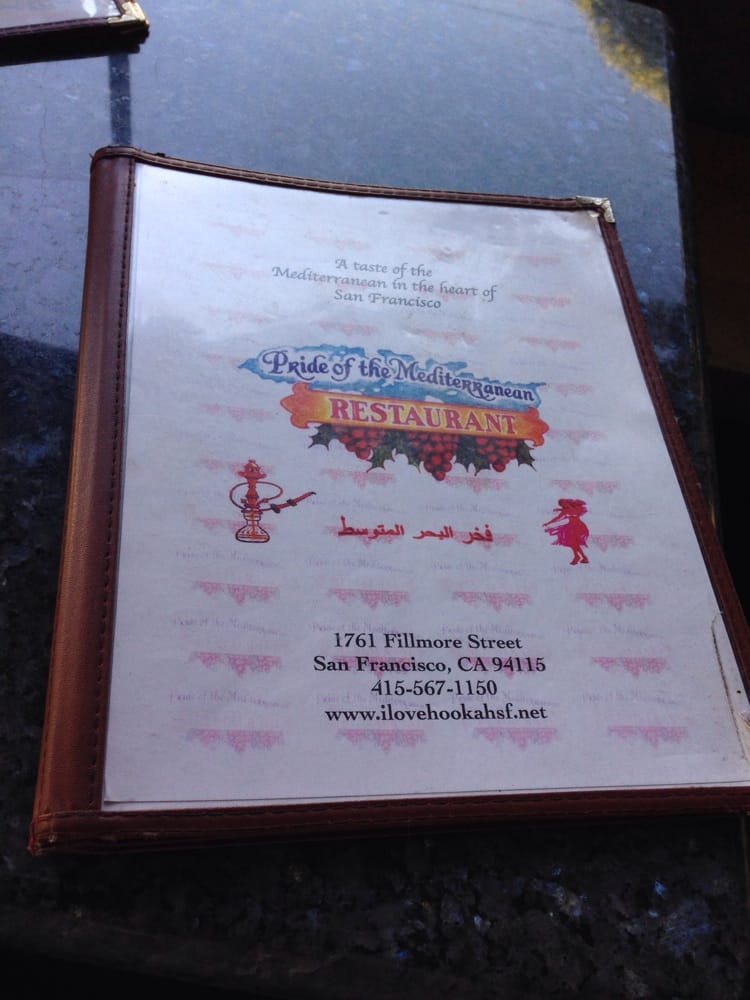 A taste of the
Mediterranean in the heart of
San Francisco
Pride of the Mediterranean
RESTAURANT
فخر البحر المتوسط
1761 Fillmore Street
San Francisco, CA 94115
415-567-1150
www.ilovehookahsf.net